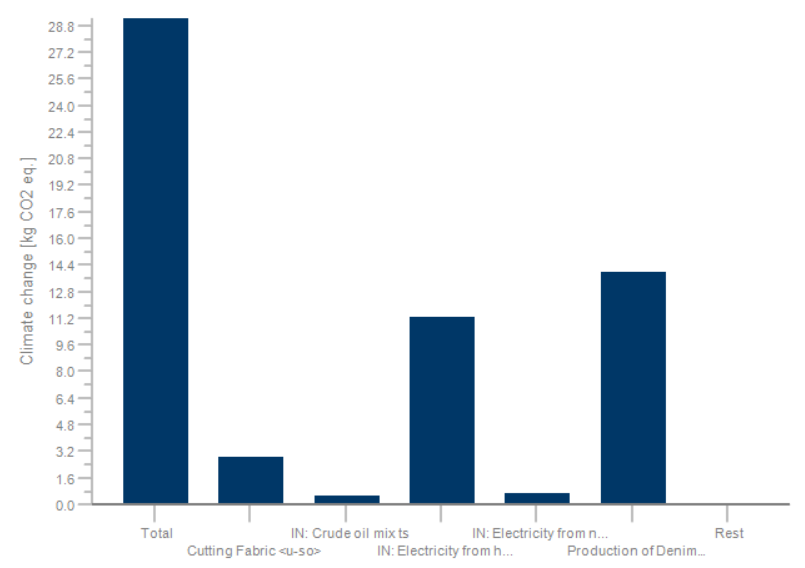 28.8
27.2
25.6
24.0
22.4
20.8
19.2
17.6
16.0
14.4
12.8
11.2
9.6
8.0
6.4
4.8
3.2
1.6
0.0
Climate change [kg CO2 eq.]
Total
Cutting Fabric <u-so>
IN: Crude oil mix ts
IN: Electricity from h...
IN: Electricity from n...
Production of Denim...
Rest